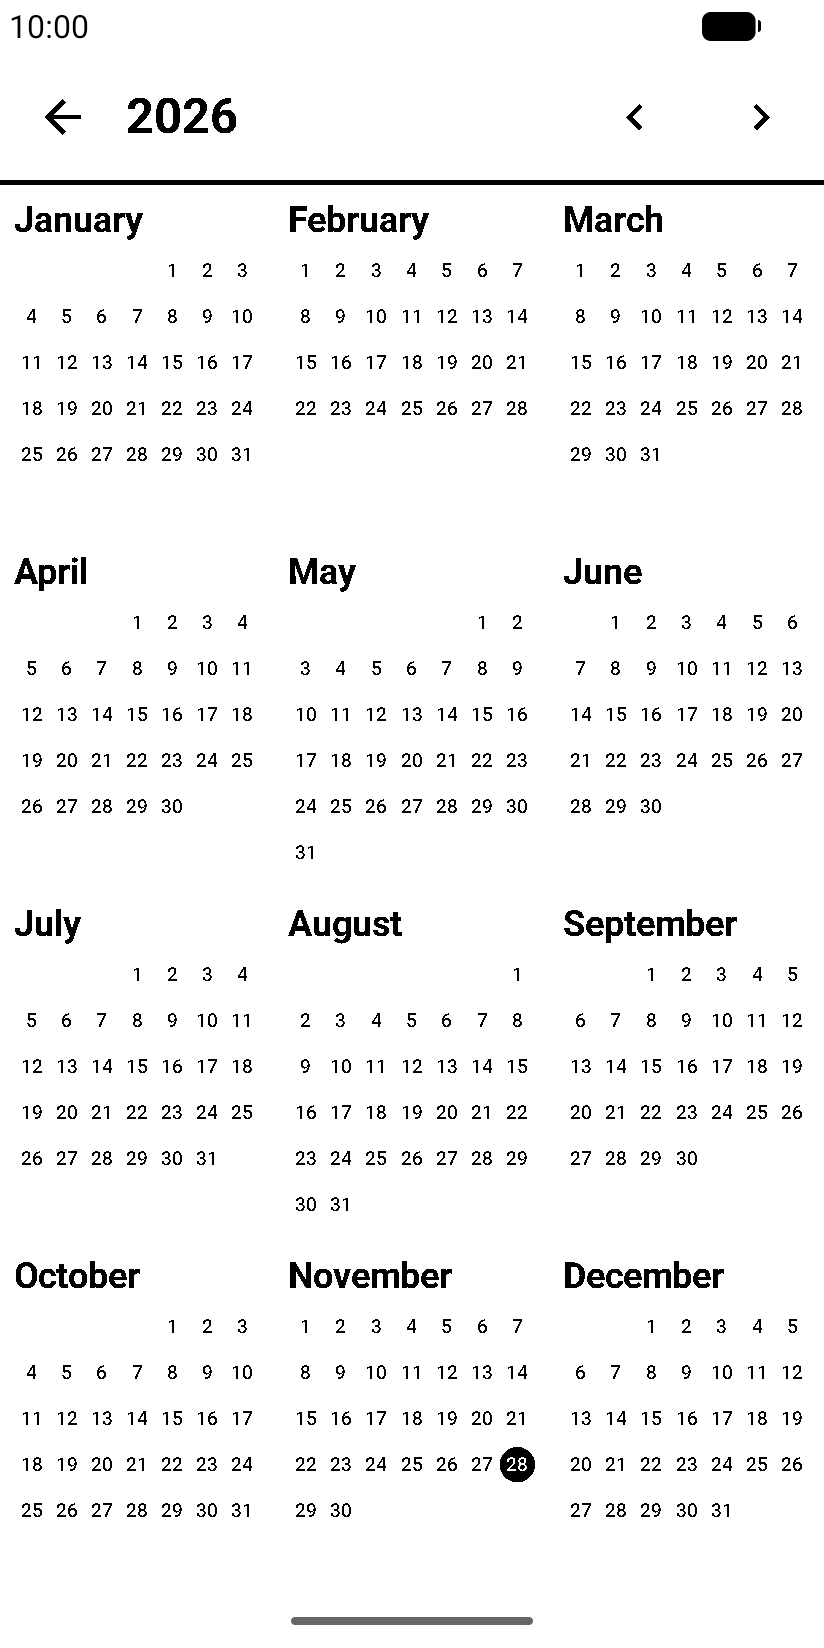 10:00
2026
January
1 2 3
4 5 6 7 8 9 10
11 12 13 14 15 16 17
18 19 20 21 22 23 24
25 26 27 28 29 30 31
February
1 2 3 4 5 6 7
8 9 10 11 12 13 14
15 16 17 18 19 20 21
22 23 24 25 26 27 28
March
1 2 3 4 5 6 7
8 9 10 11 12 13 14
15 16 17 18 19 20 21
22 23 24 25 26 27 28
29 30 31
April
1 2 3 4
5 6 7 8 9 10 11
12 13 14 15 16 17 18
19 20 21 22 23 24 25
26 27 28 29 30
May
1 2
3 4 5 6 7 8 9
10 11 12 13 14 15 16
17 18 19 20 21 22 23
24 25 26 27 28 29 30
31
June
1 2 3 4 5 6
7 8 9 10 11 12 13
14 15 16 17 18 19 20
21 22 23 24 25 26 27
28 29 30
July
1 2 3 4
5 6 7 8 9 10 11
12 13 14 15 16 17 18
19 20 21 22 23 24 25
26 27 28 29 30 31
August
1
2 3 4 5 6 7 8
9 10 11 12 13 14 15
16 17 18 19 20 21 22
23 24 25 26 27 28 29
30 31
September
1 2 3 4 5
6 7 8 9 10 11 12
13 14 15 16 17 18 19
20 21 22 23 24 25 26
27 28 29 30
October
1 2 3
4 5 6 7 8 9 10
11 12 13 14 15 16 17
18 19 20 21 22 23 24
25 26 27 28 29 30 31
November
1 2 3 4 5 6 7
8 9 10 11 12 13 14
15 16 17 18 19 20 21
22 23 24 25 26 27 28
29 30
December
1 2 3 4 5
6 7 8 9 10 11 12
13 14 15 16 17 18 19
20 21 22 23 24 25 26
27 28 29 30 31